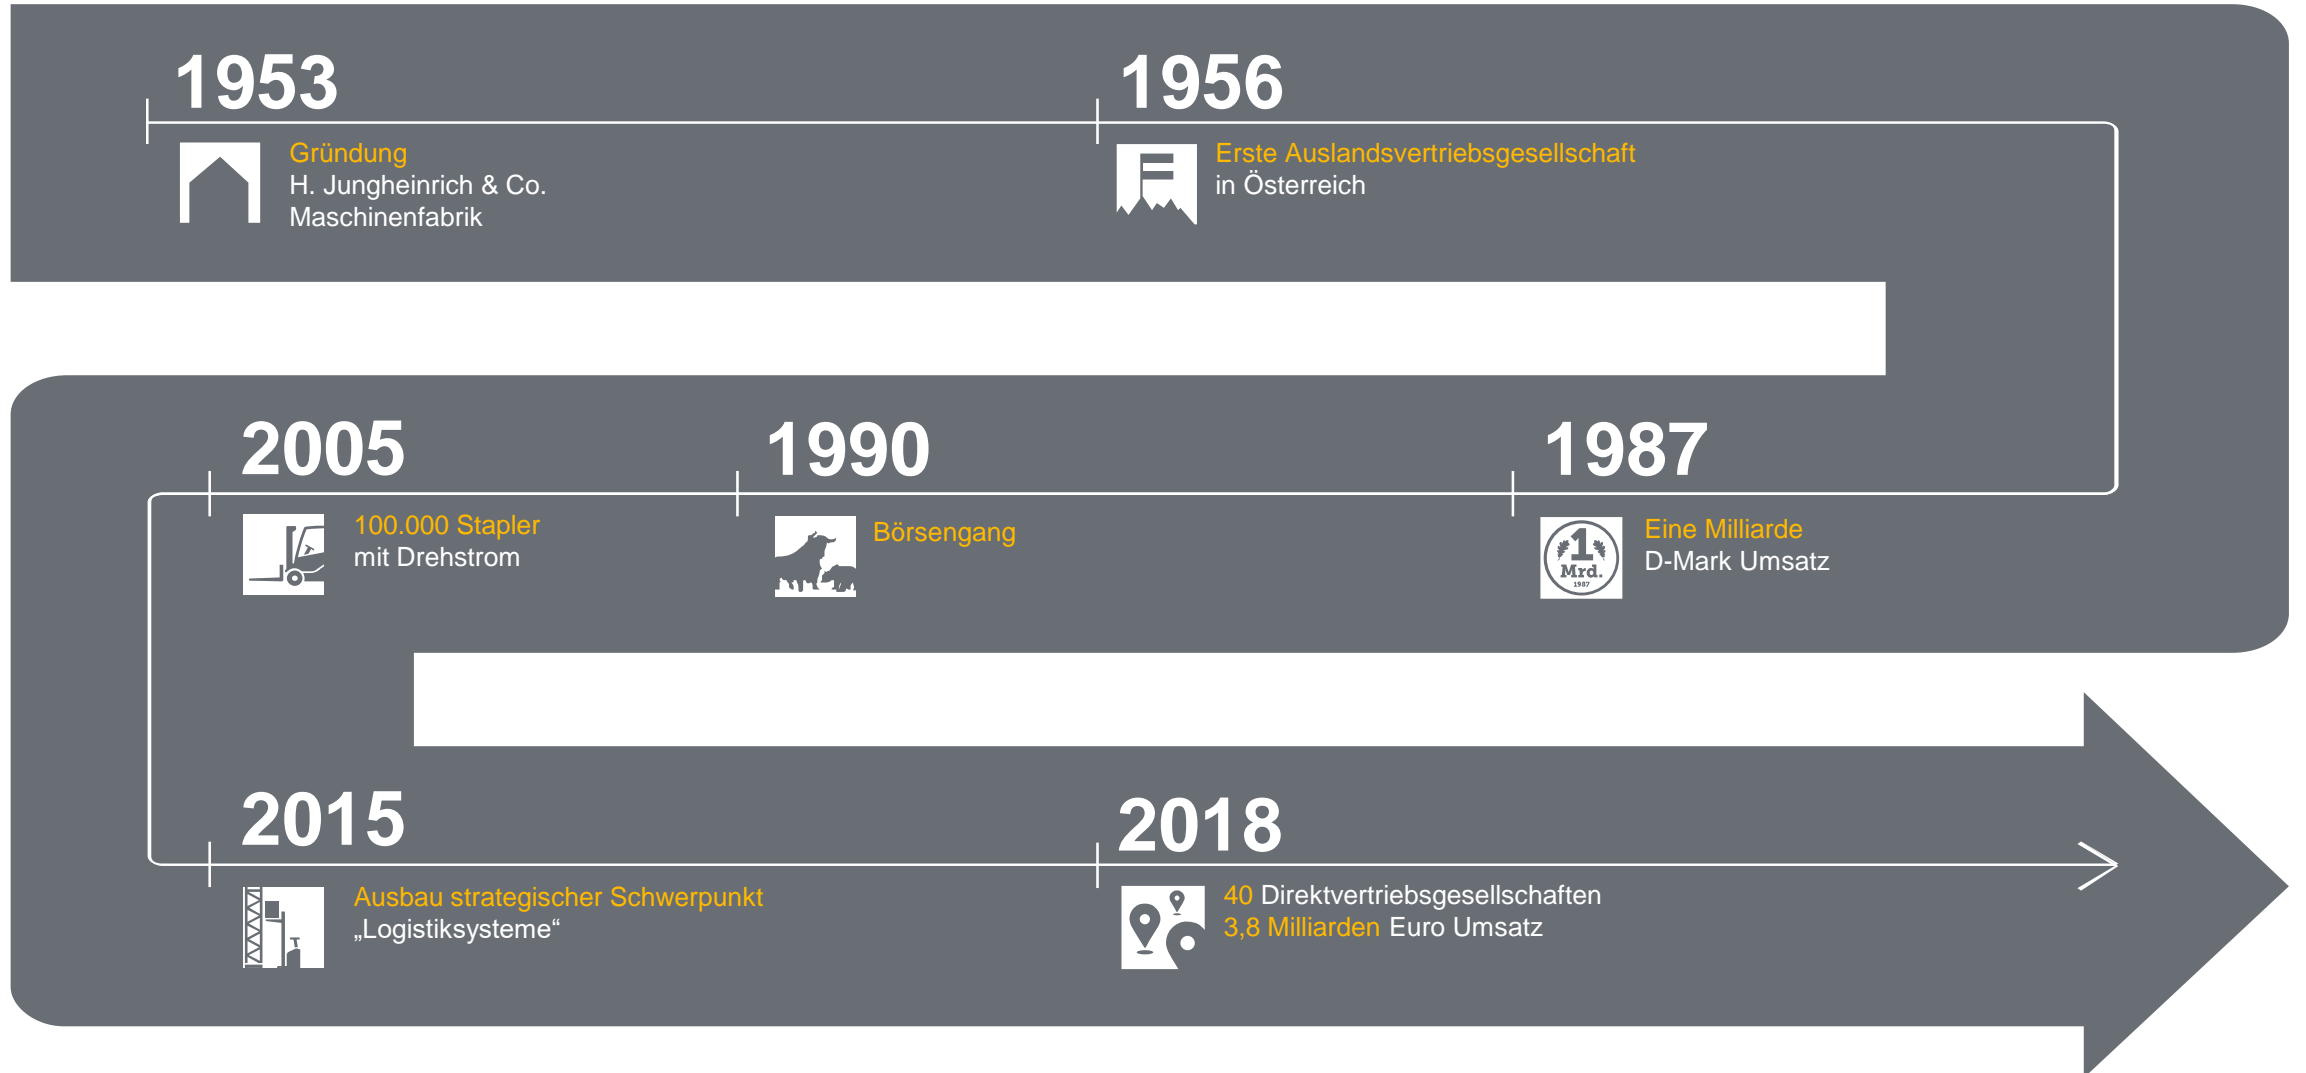 1953
Gründung
H. Jungheinrich & Co.
Maschinenfabrik
1956
Erste Auslandsvertriebsgesellschaft
in Österreich
1987
1
Mrd.
1987
Eine Milliarde
D-Mark Umsatz
1990
Börsengang
2005
100.000 Stapler
mit Drehstrom
2015
Ausbau strategischer Schwerpunkt
„Logistiksysteme“
2018
40 Direktvertriebsgesellschaften
3,8 Milliarden Euro Umsatz